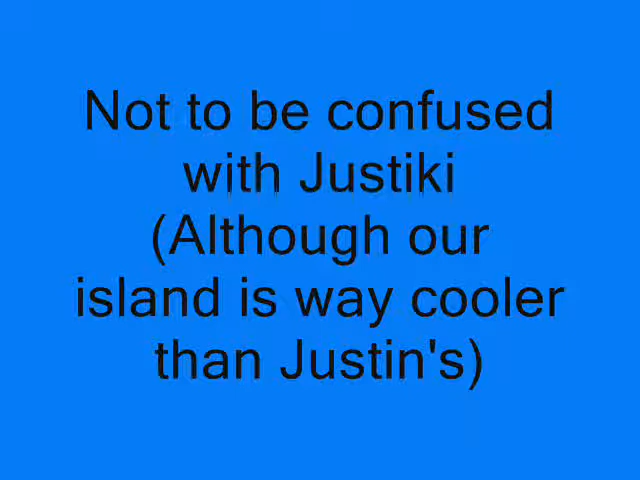 Not to be confused
with Justiki
(Although our
island is way cooler
than Justin's)